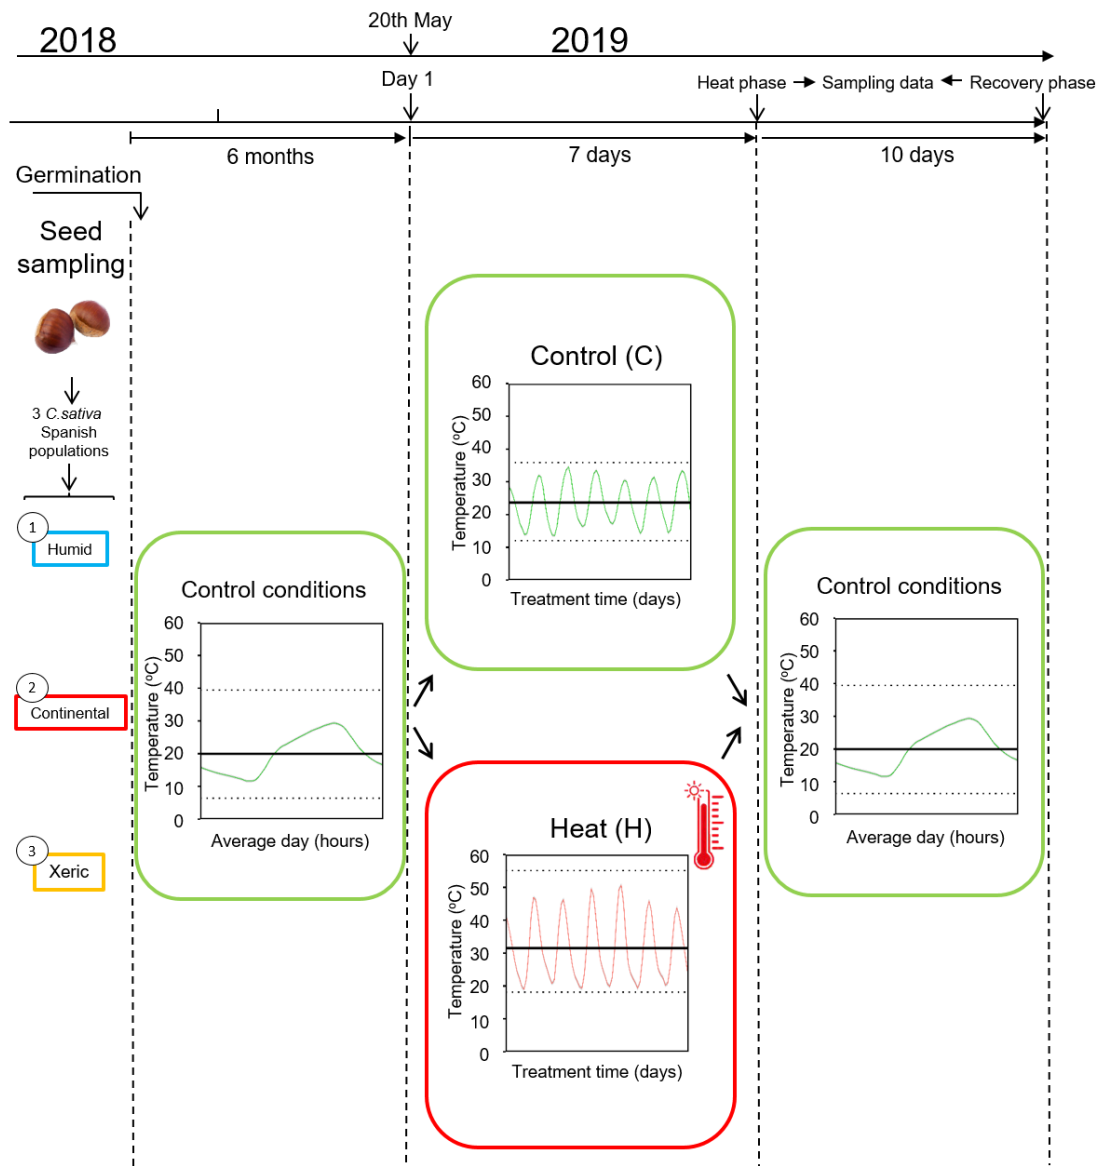 20th May
2018
2019
Day 1
Heat phase
Sampling data
Recovery phase
6 months
7 days
10 days
Germination
Seed
sampling
3 C.sativa
Spanish
populations
1
Humid
2
Continental
3
Xeric
Control conditions
Temperature (ºC)
60
50
40
30
20
10
0
Average day (hours)
Control (C)
Temperature (ºC)
60
50
40
30
20
10
0
Treatment time (days)
Heat (H)
Temperature (ºC)
60
50
40
30
20
10
0
Treatment time (days)
Control conditions
Temperature (ºC)
60
50
40
30
20
10
0
Average day (hours)